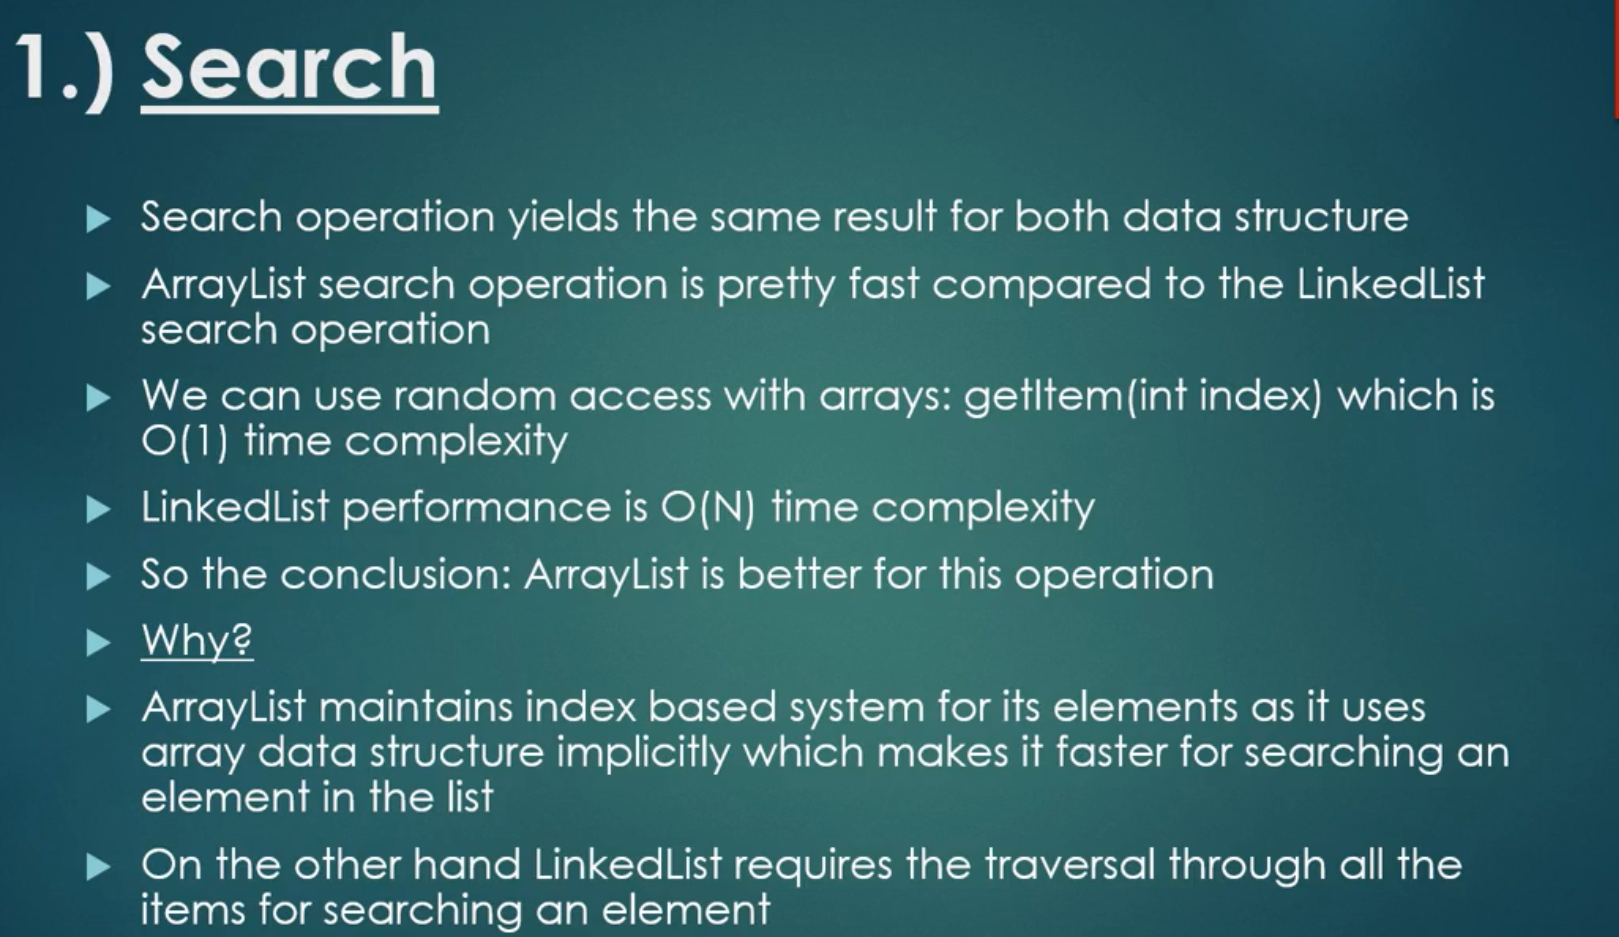 1.) Search
Search operation yields the same result for both data structure
ArrayList search operation is pretty fast compared to the LinkedList
search operation
We can use random access with arrays: getItem(int index) which is
O(1) time complexity
LinkedList performance is O(N) time complexity
So the conclusion: ArrayList is better for this operation
Why?
ArrayList maintains index based system for its elements as it uses
array data structure implicitly which makes it faster for searching an
element in the list
On the other hand LinkedList requires the traversal through all the
items for searching an element